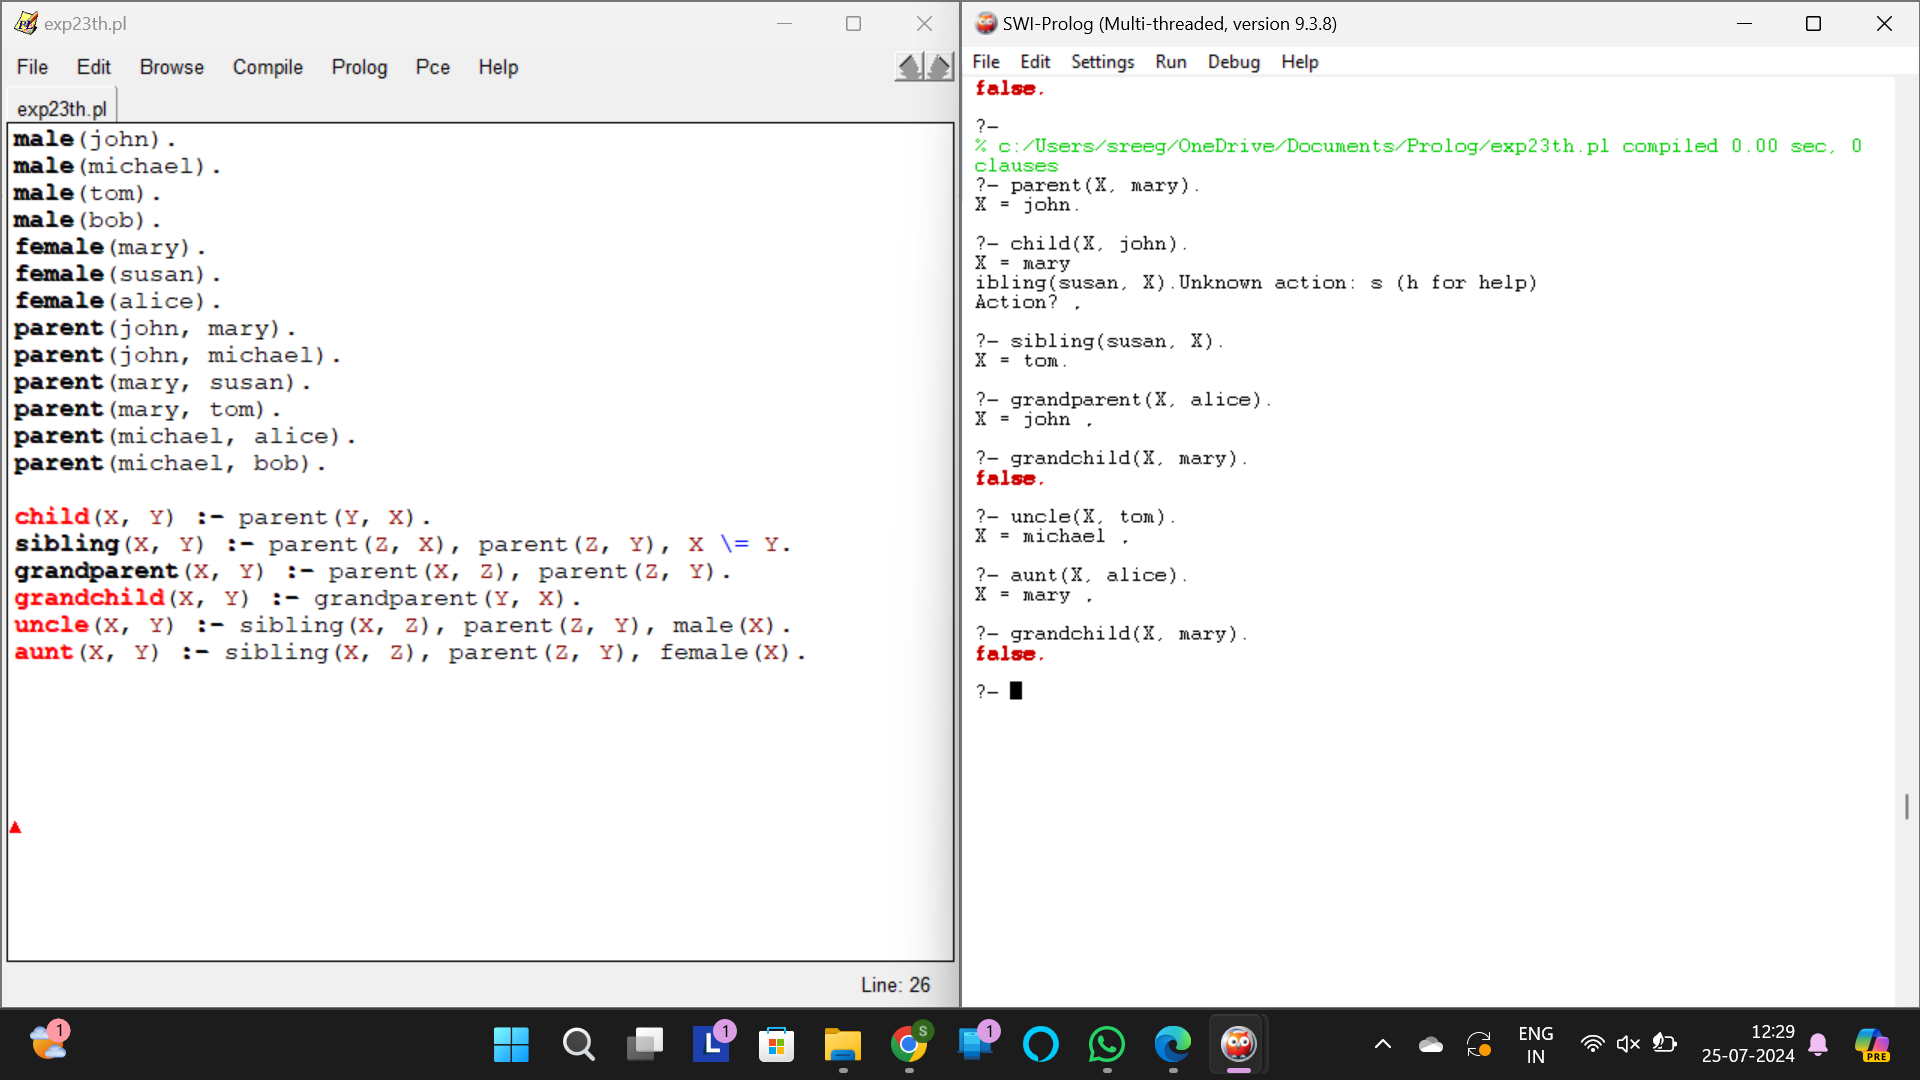 exp23th.pl
File Edit Browse Compile Prolog Pce Help
exp23th.pl
male(john).
male(michael).
male(tom).
male(bob).
female(mary).
female(susan).
female(alice).
parent(john, mary).
parent(john, michael).
parent(mary, susan).
parent(mary, tom).
parent(michael, alice).
parent(michael, bob).
child(X, Y) :- parent(Y, X).
sibling(X, Y) :- parent(Z, X), parent(Z, Y), X \= Y.
grandparent(X, Y) :- parent(X, Z), parent(Z, Y).
grandchild(X, Y) :- grandparent(Y, X).
uncle(X, Y) :- sibling(X, Z), parent(Z, Y), male(X).
aunt(X, Y) :- sibling(X, Z), parent(Z, Y), female(X).
Line: 26
SWI-Prolog (Multi-threaded, version 9.3.8)
File Edit Settings Run Debug Help
false.
?-
% c:/Users/sreeg/OneDrive/Documents/Prolog/exp23th.pl compiled 0.00 sec, 0
clauses
?- parent(X, mary).
X = john.
?- child(X, john).
X = mary
ibling(susan, X).Unknown action: s (h for help)
Action? .
?- sibling(susan, X).
X = tom.
?- grandparent(X, alice).
X = john .
?- grandchild(X, mary).
false.
?- uncle(X, tom).
X = michael .
?- aunt(X, alice).
X = mary .
?- grandchild(X, mary).
false.
?-
1
1
L
S
1
ENG
IN
12:29
25-07-2024
PRE